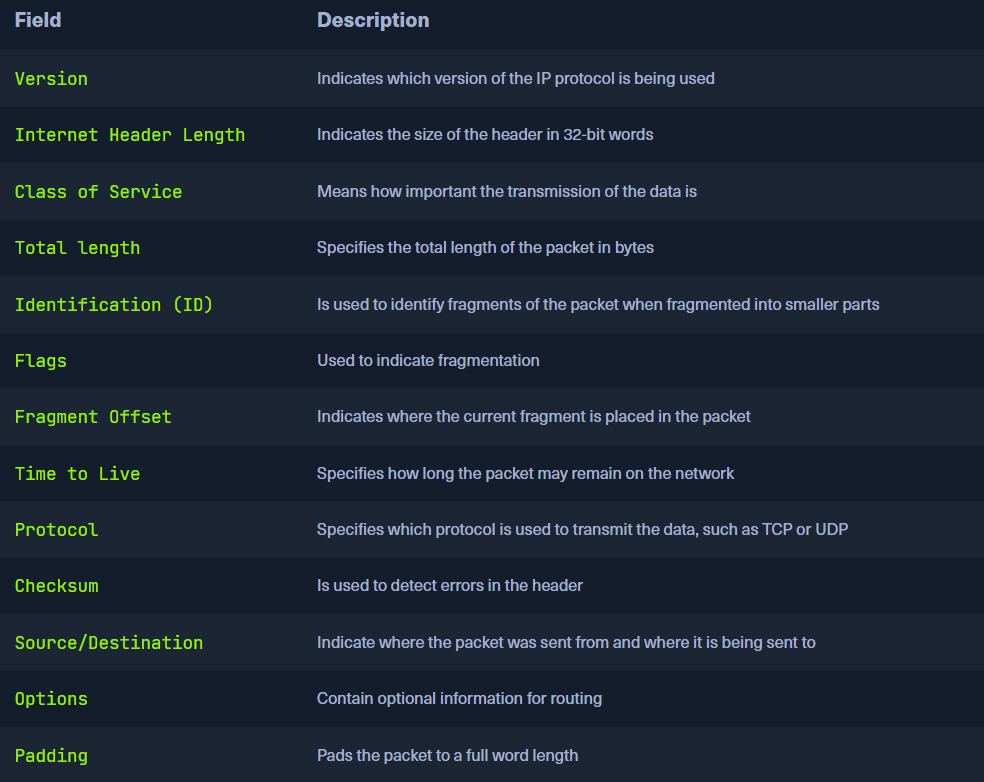 Field Description
Version Indicates which version of the IP protocol is being used
Internet Header Length Indicates the size of the header in 32-bit words
Class of Service Means how important the transmission of the data is
Total length Specifies the total length of the packet in bytes
Identification (ID) Is used to identify fragments of the packet when fragmented into smaller parts
Flags Used to indicate fragmentation
Fragment Offset Indicates where the current fragment is placed in the packet
Time to Live Specifies how long the packet may remain on the network
Protocol Specifies which protocol is used to transmit the data, such as TCP or UDP
Checksum Is used to detect errors in the header
Source/Destination Indicate where the packet was sent from and where it is being sent to
Options Contain optional information for routing
Padding Pads the packet to a full word length